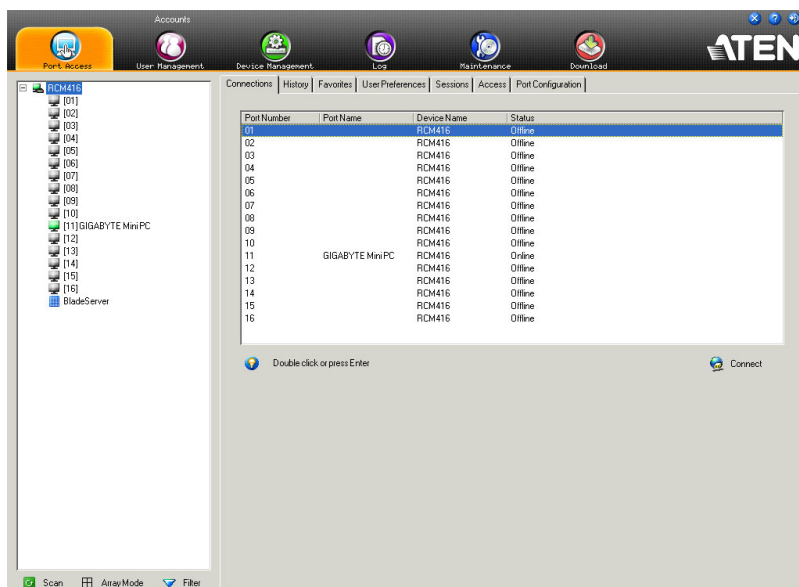 Accounts
Port Access User Management Device Management Log Maintenance Download
ATEN
RCM416
[01]
[02]
[03]
[04]
[05]
[06]
[07]
[08]
[09]
[10]
[11]GIGABYTE Mini PC
[12]
[13]
[14]
[15]
[16]
BladeServer
Scan Array Mode Filter
Connections History Favorites User Preferences Sessions Access Port Configuration
Port Number Port Name Device Name Status
01 RCM416 Offline
02 RCM416 Offline
03 RCM416 Offline
04 RCM416 Offline
05 RCM416 Offline
06 RCM416 Offline
07 RCM416 Offline
08 RCM416 Offline
09 RCM416 Offline
10 RCM416 Offline
11 GIGABYTE Mini PC RCM416 Online
12 RCM416 Offline
13 RCM416 Offline
14 RCM416 Offline
15 RCM416 Offline
16 RCM416 Offline
Double click or press Enter
Connect